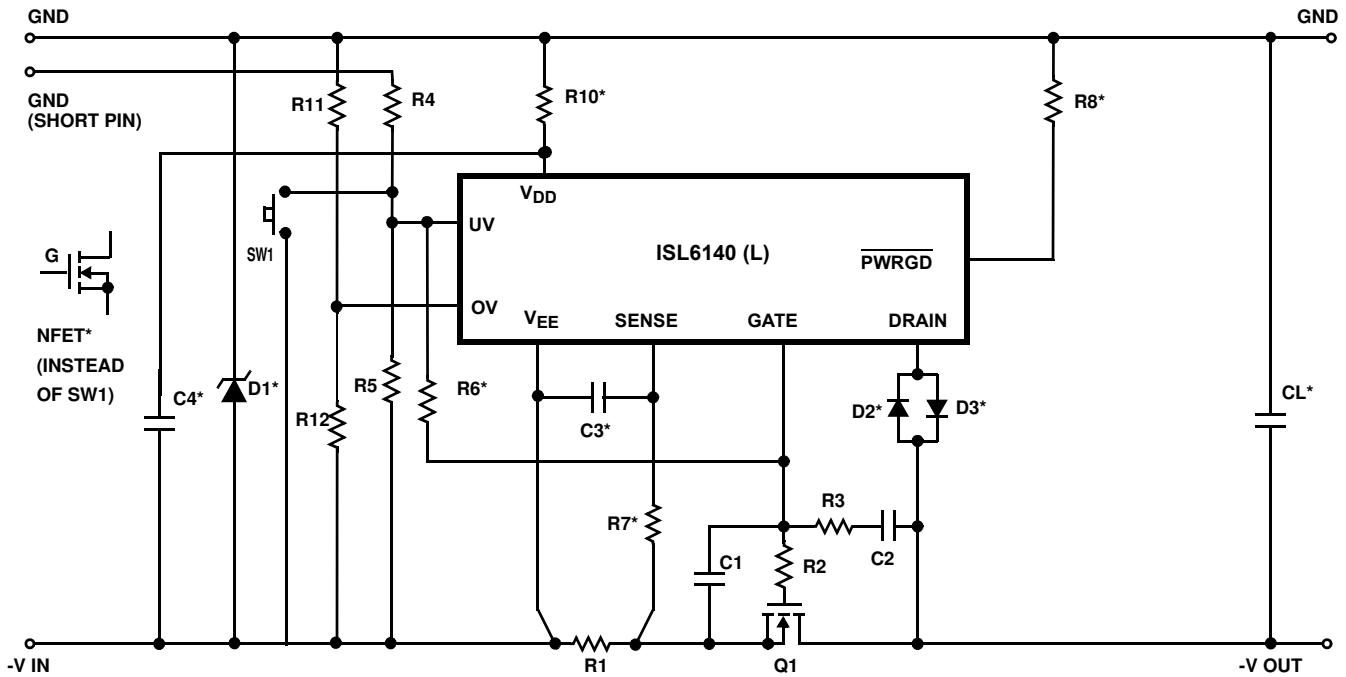 GND
GND
GND
(SHORT PIN)
R11
R4
R10*
R8*
VDD
UV
SW1
ISL6140 (L)
PWRGD
G
OV
VEE
SENSE
GATE
DRAIN
NFET*
(INSTEAD
OF SW1)
C4*
D1*
R5
R6*
R12
C3*
D2*
D3*
CL*
R3
R7*
C1
R2
C2
-V IN
R1
Q1
-V OUT